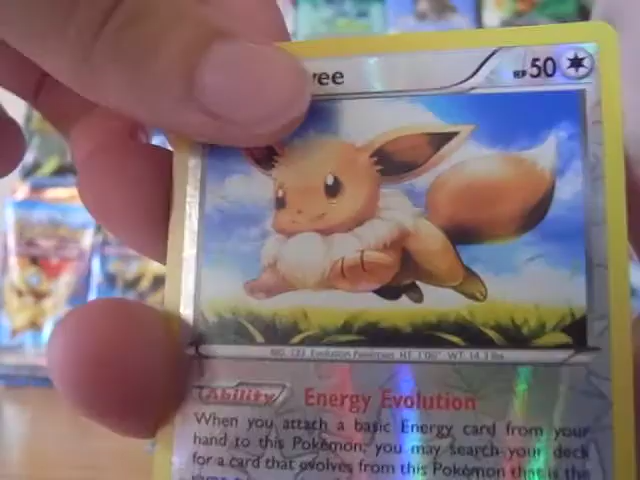 vee HP50
NO. 133 Evolution Pokémon HT: 1'00" WT: 14.3 lbs.
Ability Energy Evolution
When you attach a basic Energy card from your
hand to this Pokémon, you may search your deck
for a card that evolves from this Pokémon that is the